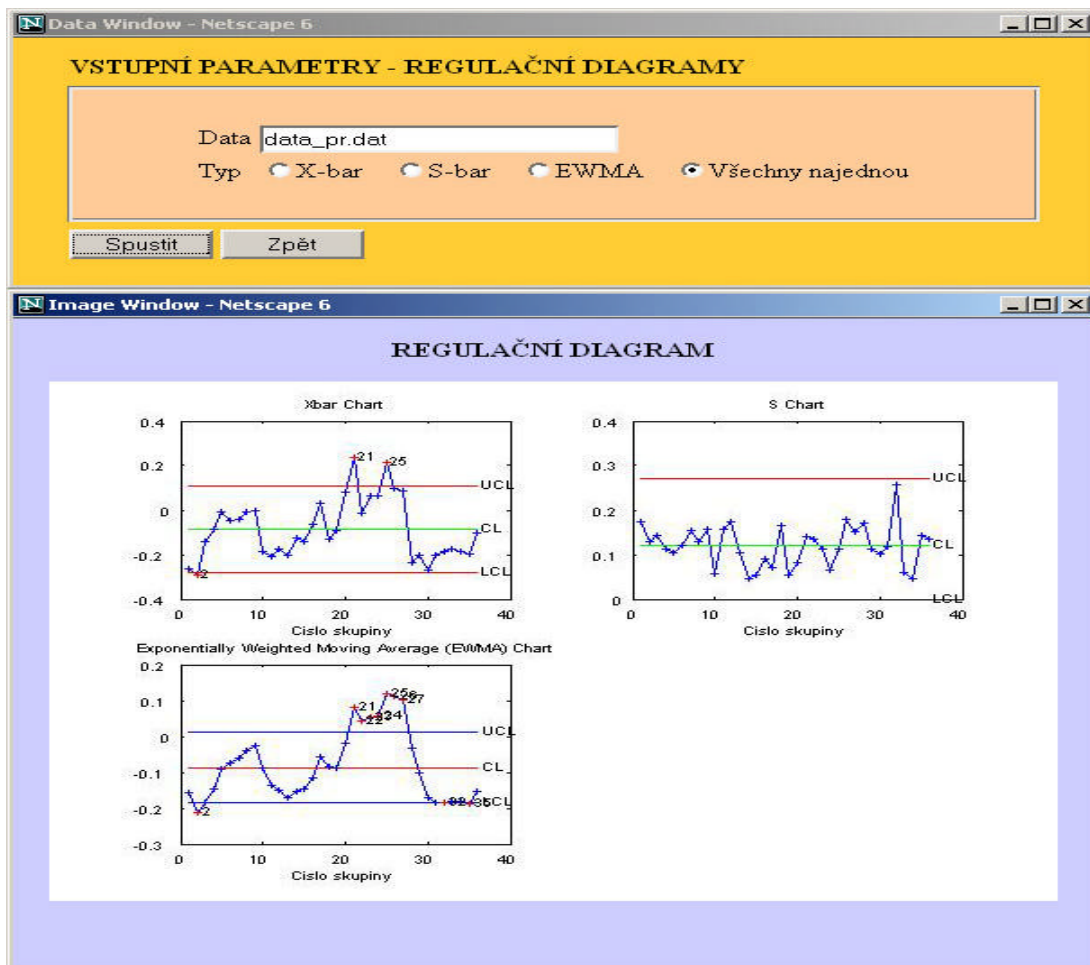 Data Window - Netscape 6
VSTUPNÍ PARAMETRY - REGULAČNÍ DIAGRAMY
Data data_pr.dat
Typ X-bar S-bar EWMA Všechny najednou
Spustit Zpět
Image Window - Netscape 6
REGULAČNÍ DIAGRAM
Xbar Chart
0.4
0.2
0
-0.2
-0.4
21
25
2
UCL
CL
LCL
0 10 20 30 40
Cislo skupiny
S Chart
0.4
0.3
0.2
0.1
0
UCL
CL
LCL
0 10 20 30 40
Cislo skupiny
Exponentially Weighted Moving Average (EWMA) Chart
0.2
0.1
0
-0.1
-0.2
-0.3
21
22
24
25
27
2
35
UCL
CL
0 10 20 30 40
Cislo skupiny